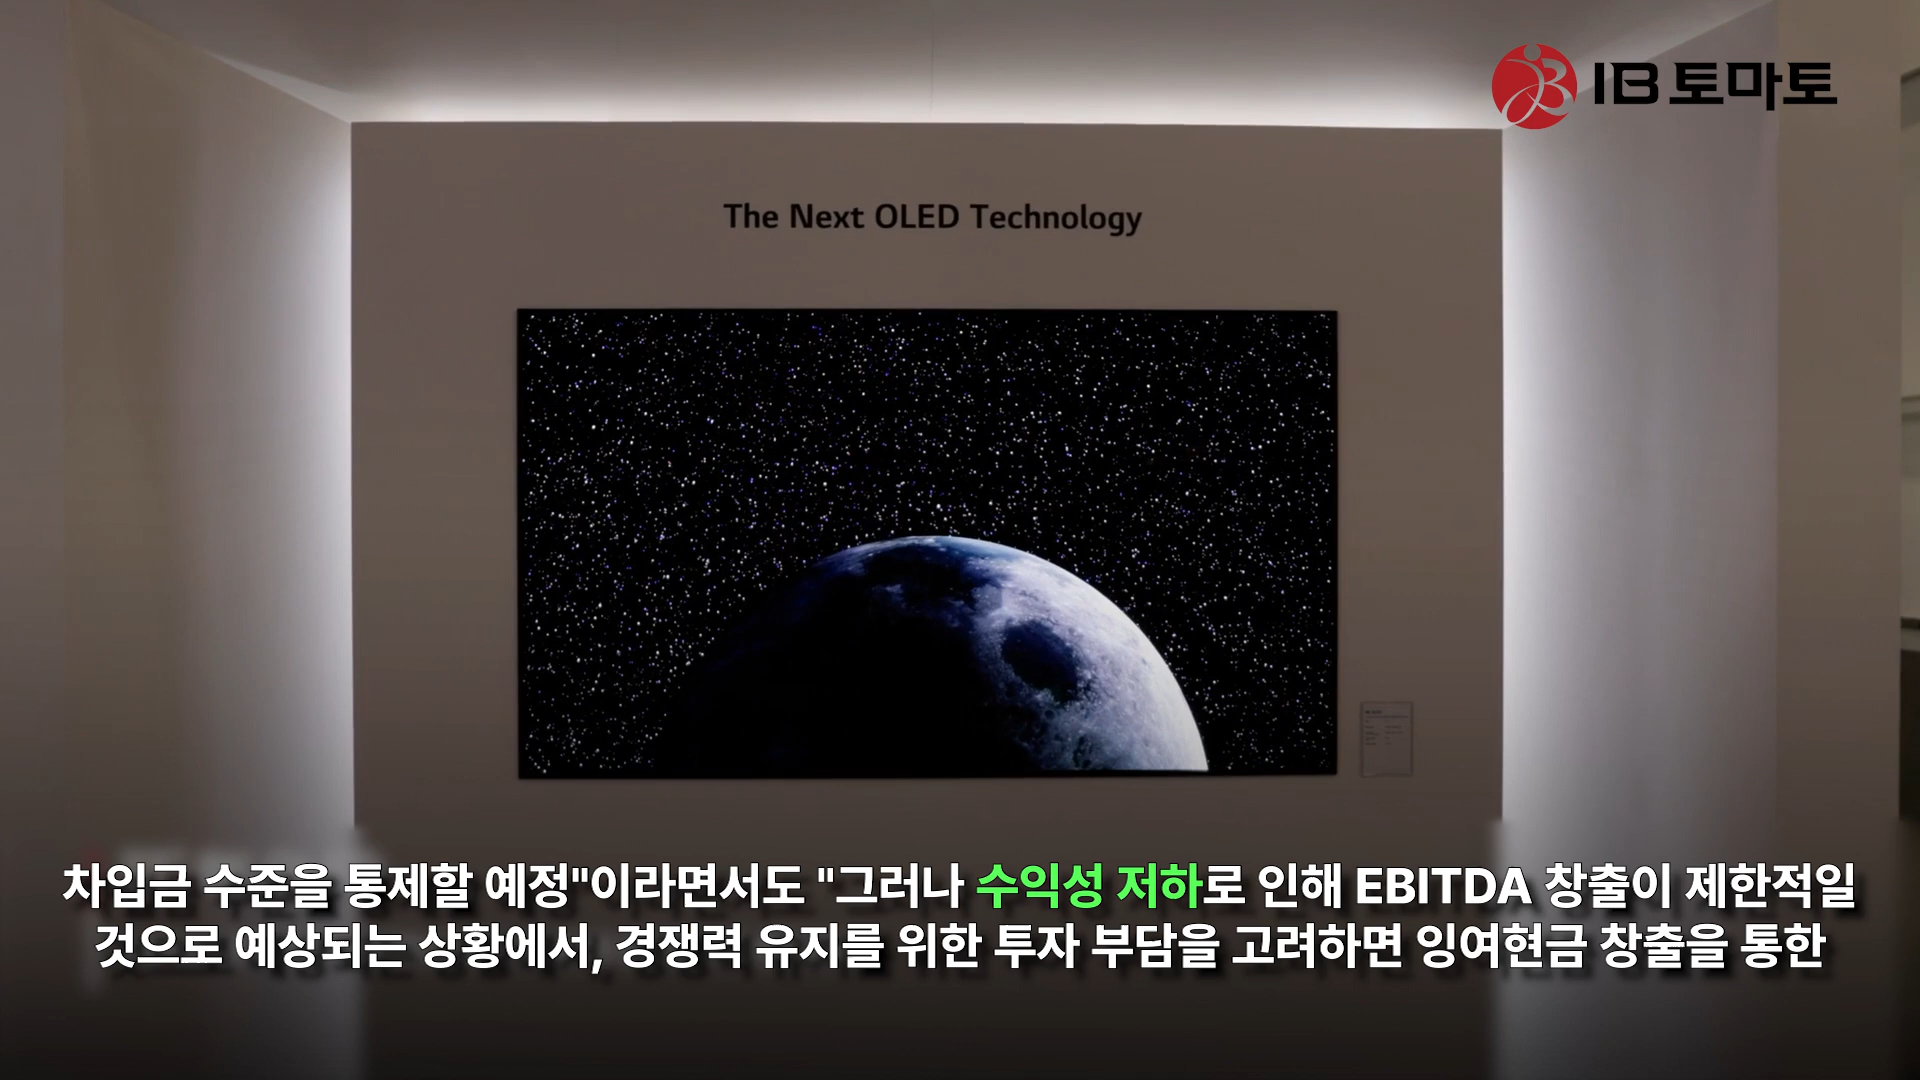 IB토마토
The Next OLED Technology
차입금 수준을 통제할 예정"이라면서도 "그러나 수익성 저하로 인해 EBITDA 창출이 제한적일
것으로 예상되는 상황에서, 경쟁력 유지를 위한 투자 부담을 고려하면 잉여현금 창출을 통한